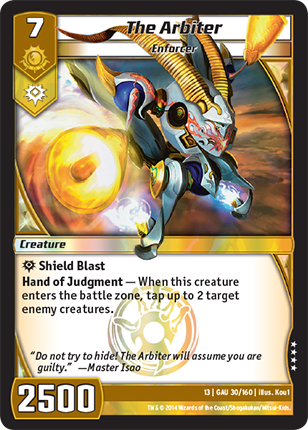 7
The Arbiter
Enforcer
Creature
Shield Blast
Hand of Judgment — When this creature
enters the battle zone, tap up to 2 target
enemy creatures.
“Do not try to hide! The Arbiter will assume you are
guilty.” —Master Isao
2500
13 | GAU 30/160 | illus. Kou1
TM & © 2014 Wizards of the Coast/Shogakukan/Mitsui-Kids.